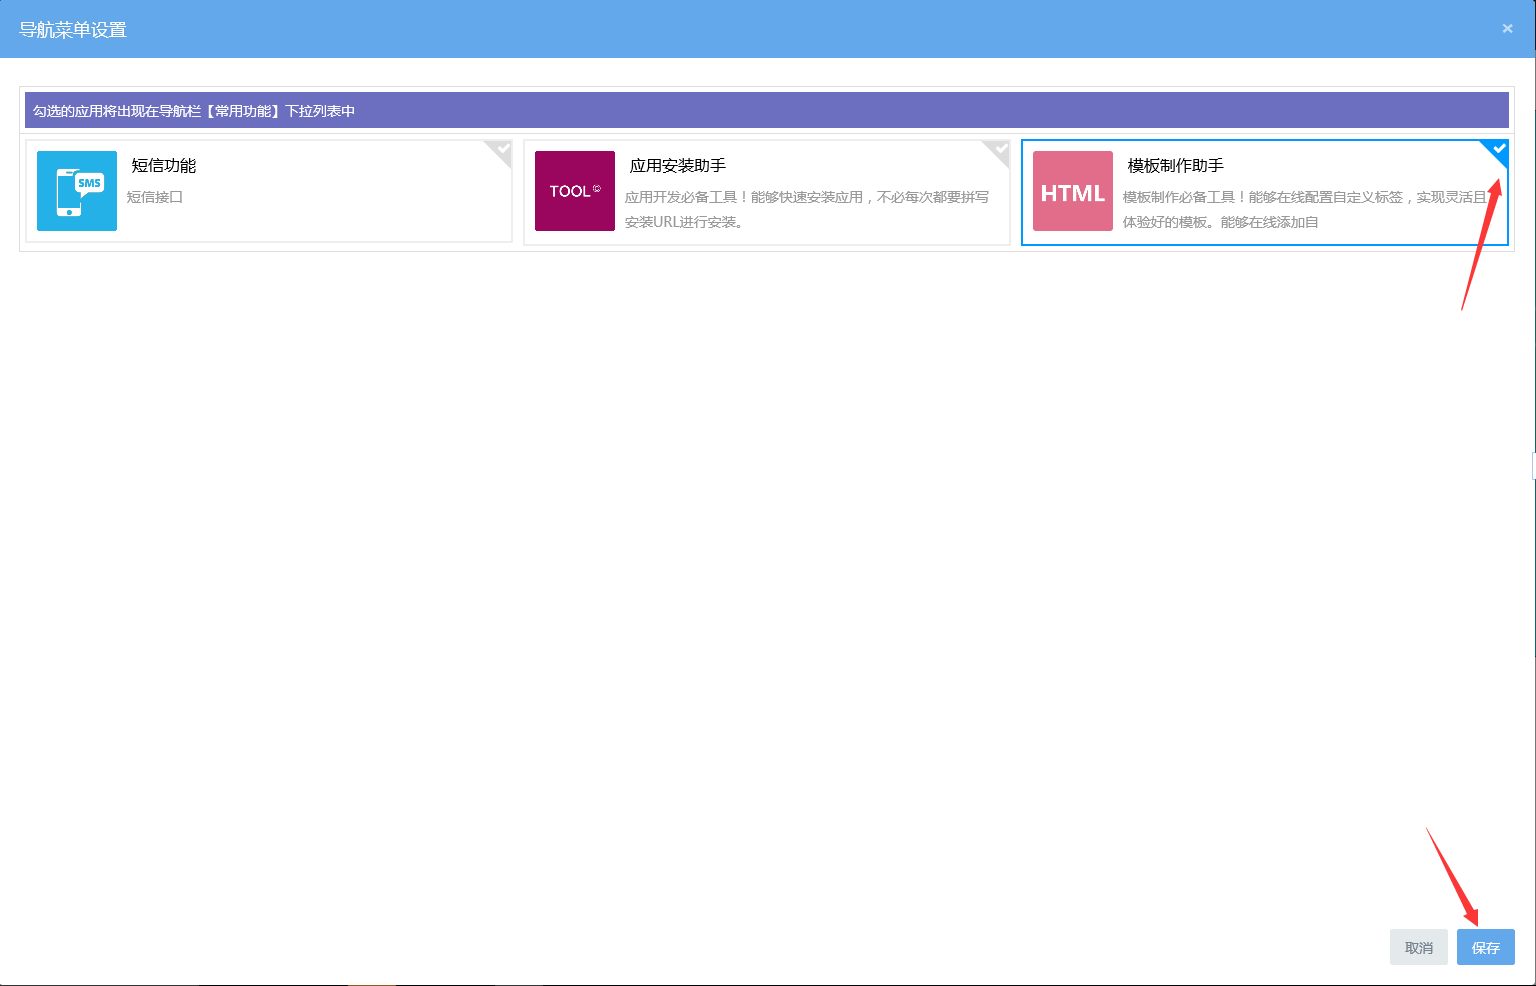 导航菜单设置
勾选的应用将出现在导航栏【常用功能】下拉列表中
SMS
短信功能
短信接口
TOOL©
应用安装助手
应用开发必备工具！能够快速安装应用，不必每次都要拼写
安装URL进行安装。
HTML
模板制作助手
模板制作必备工具！能够在线配置自定义标签，实现灵活且
体验好的模板。能够在线添加自
取消
保存